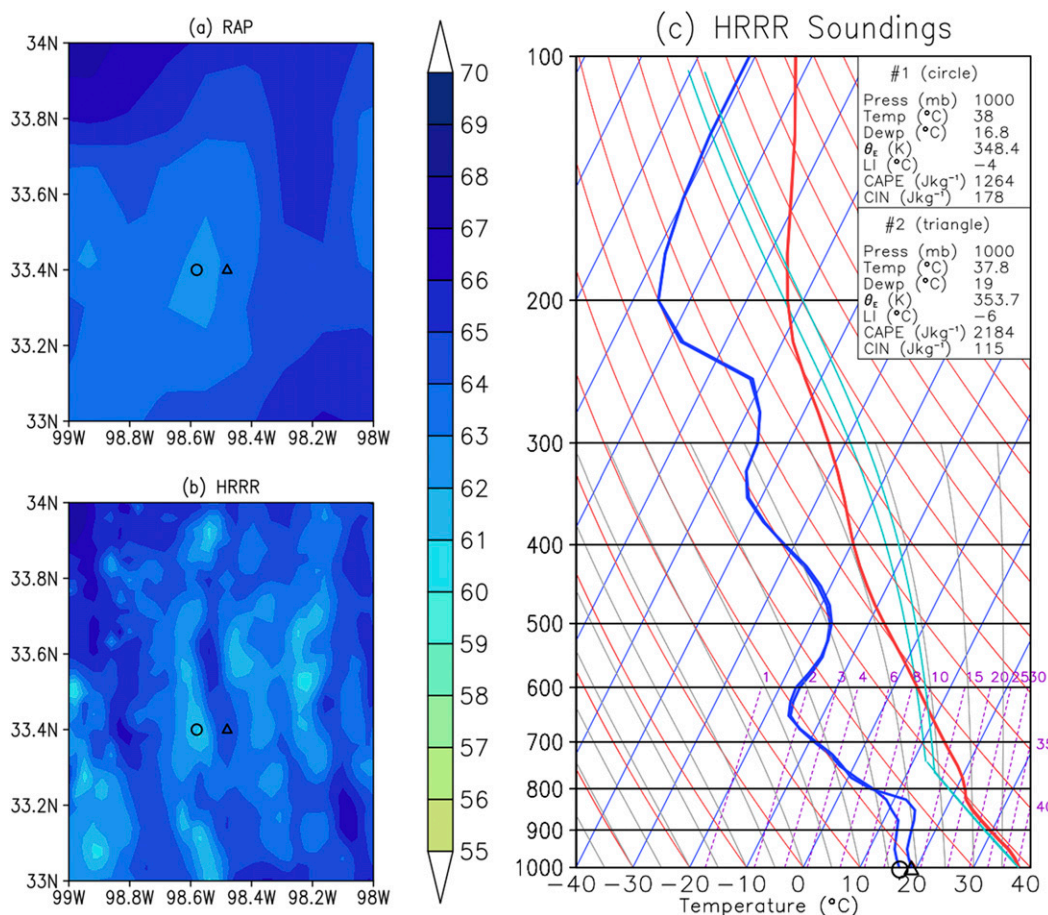 (a) RAP
34N
33.8N
33.6N
33.4N
33.2N
33N
99W 98.8W 98.6W 98.4W 98.2W 98W
(b) HRRR
34N
33.8N
33.6N
33.4N
33.2N
33N
99W 98.8W 98.6W 98.4W 98.2W 98W
70
69
68
67
66
65
64
63
62
61
60
59
58
57
56
55
(c) HRRR Soundings
100
200
300
400
500
600
700
800
900
1000
#1 (circle)
Press (mb) 1000
Temp (°C) 38
Dewp (°C) 16.8
θE (K) 348.4
LI (°C) −4
CAPE (Jkg⁻¹) 1264
CIN (Jkg⁻¹) 178
#2 (triangle)
Press (mb) 1000
Temp (°C) 37.8
Dewp (°C) 19
θE (K) 353.7
LI (°C) −6
CAPE (Jkg⁻¹) 2184
CIN (Jkg⁻¹) 115
1 2 3 4 6 8 10 15 20 25 30
35
40
−40 −30 −20 −10 0 10 20 30 40
Temperature (°C)